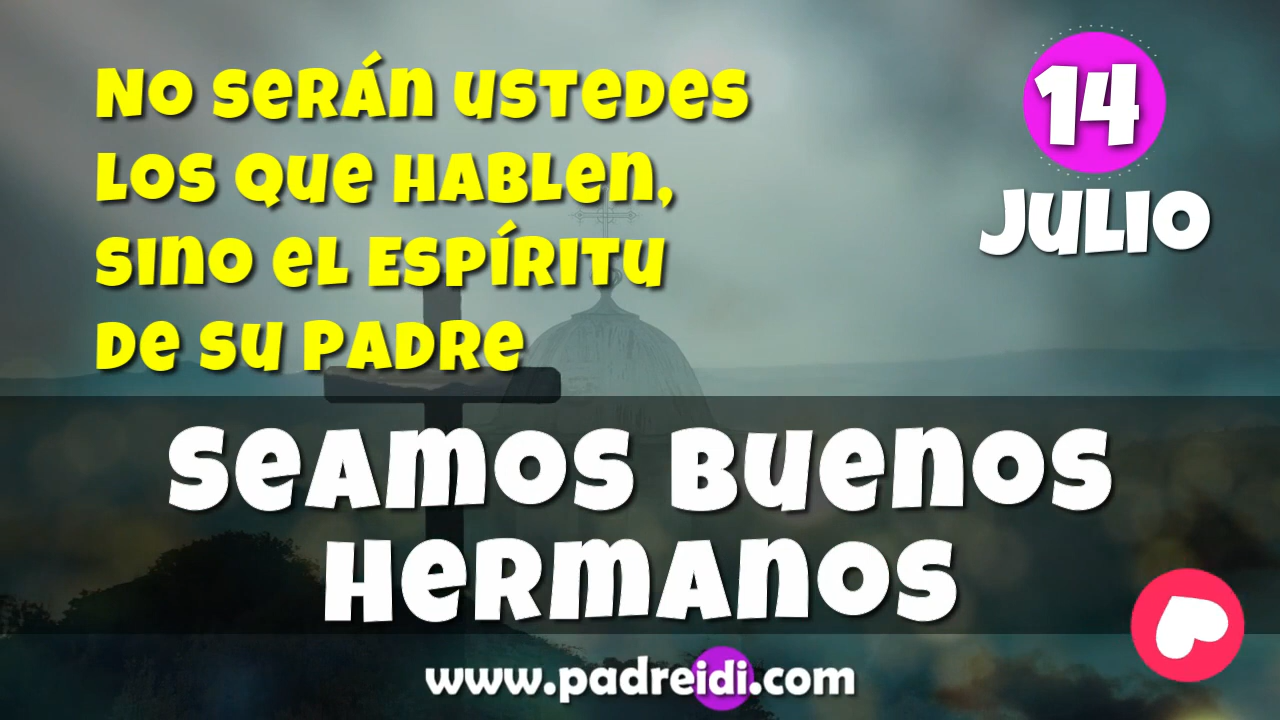 No serán ustedes
los que hablen,
sino el Espíritu
de su Padre
14
Julio
Seamos buenos
hermanos
www.padreidi.com